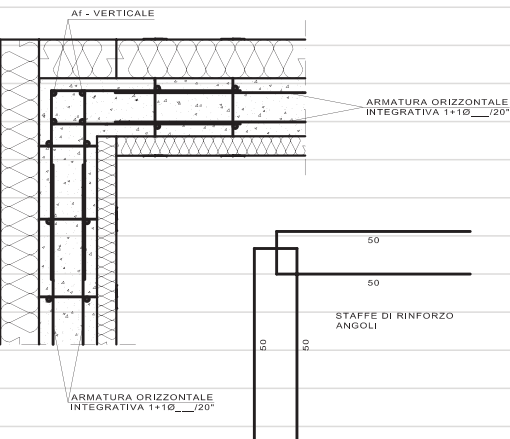 Af - VERTICALE
ARMATURA ORIZZONTALE
INTEGRATIVA 1+1Ø___/20"
50
50
STAFFE DI RINFORZO
ANGOLI
50
50
ARMATURA ORIZZONTALE
INTEGRATIVA 1+1Ø___/20"